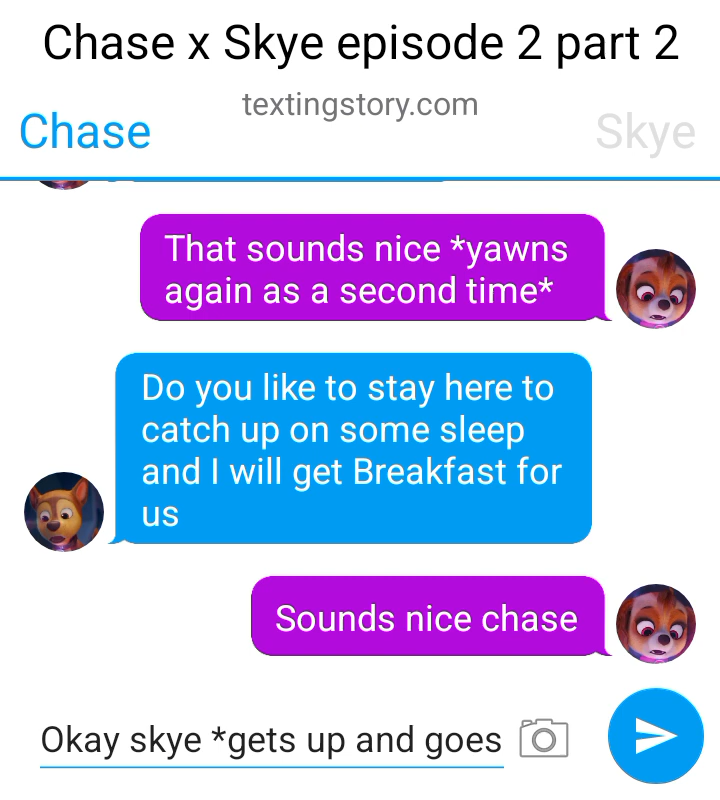 Chase x Skye episode 2 part 2
textingstory.com
Chase
Skye
That sounds nice *yawns
again as a second time*
Do you like to stay here to
catch up on some sleep
and I will get Breakfast for
us
Sounds nice chase
Okay skye *gets up and goes